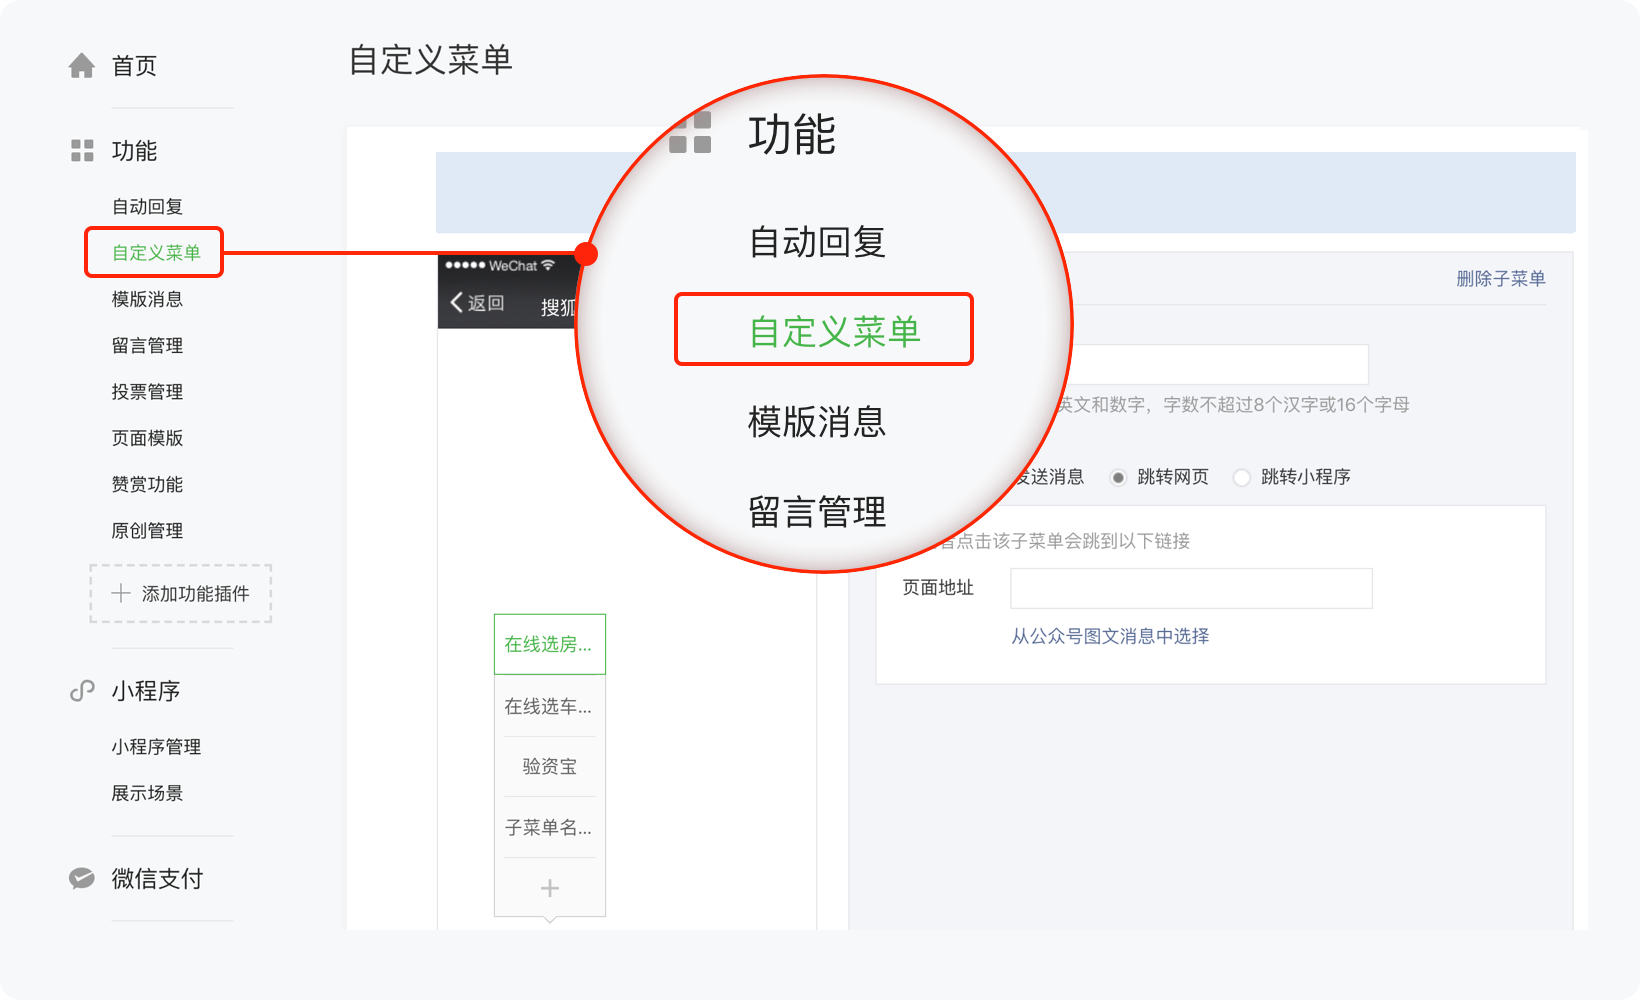 首页
功能
自动回复
自定义菜单
模版消息
留言管理
投票管理
页面模版
赞赏功能
原创管理
添加功能插件
小程序
小程序管理
展示场景
微信支付
自定义菜单
WeChat
返回
搜狐
在线选房...
在线选车...
验资宝
子菜单名...
功能
自动回复
自定义菜单
模版消息
留言管理
删除子菜单
英文和数字，字数不超过8个汉字或16个字母
发送消息 跳转网页 跳转小程序
点击该子菜单会跳到以下链接
页面地址
从公众号图文消息中选择